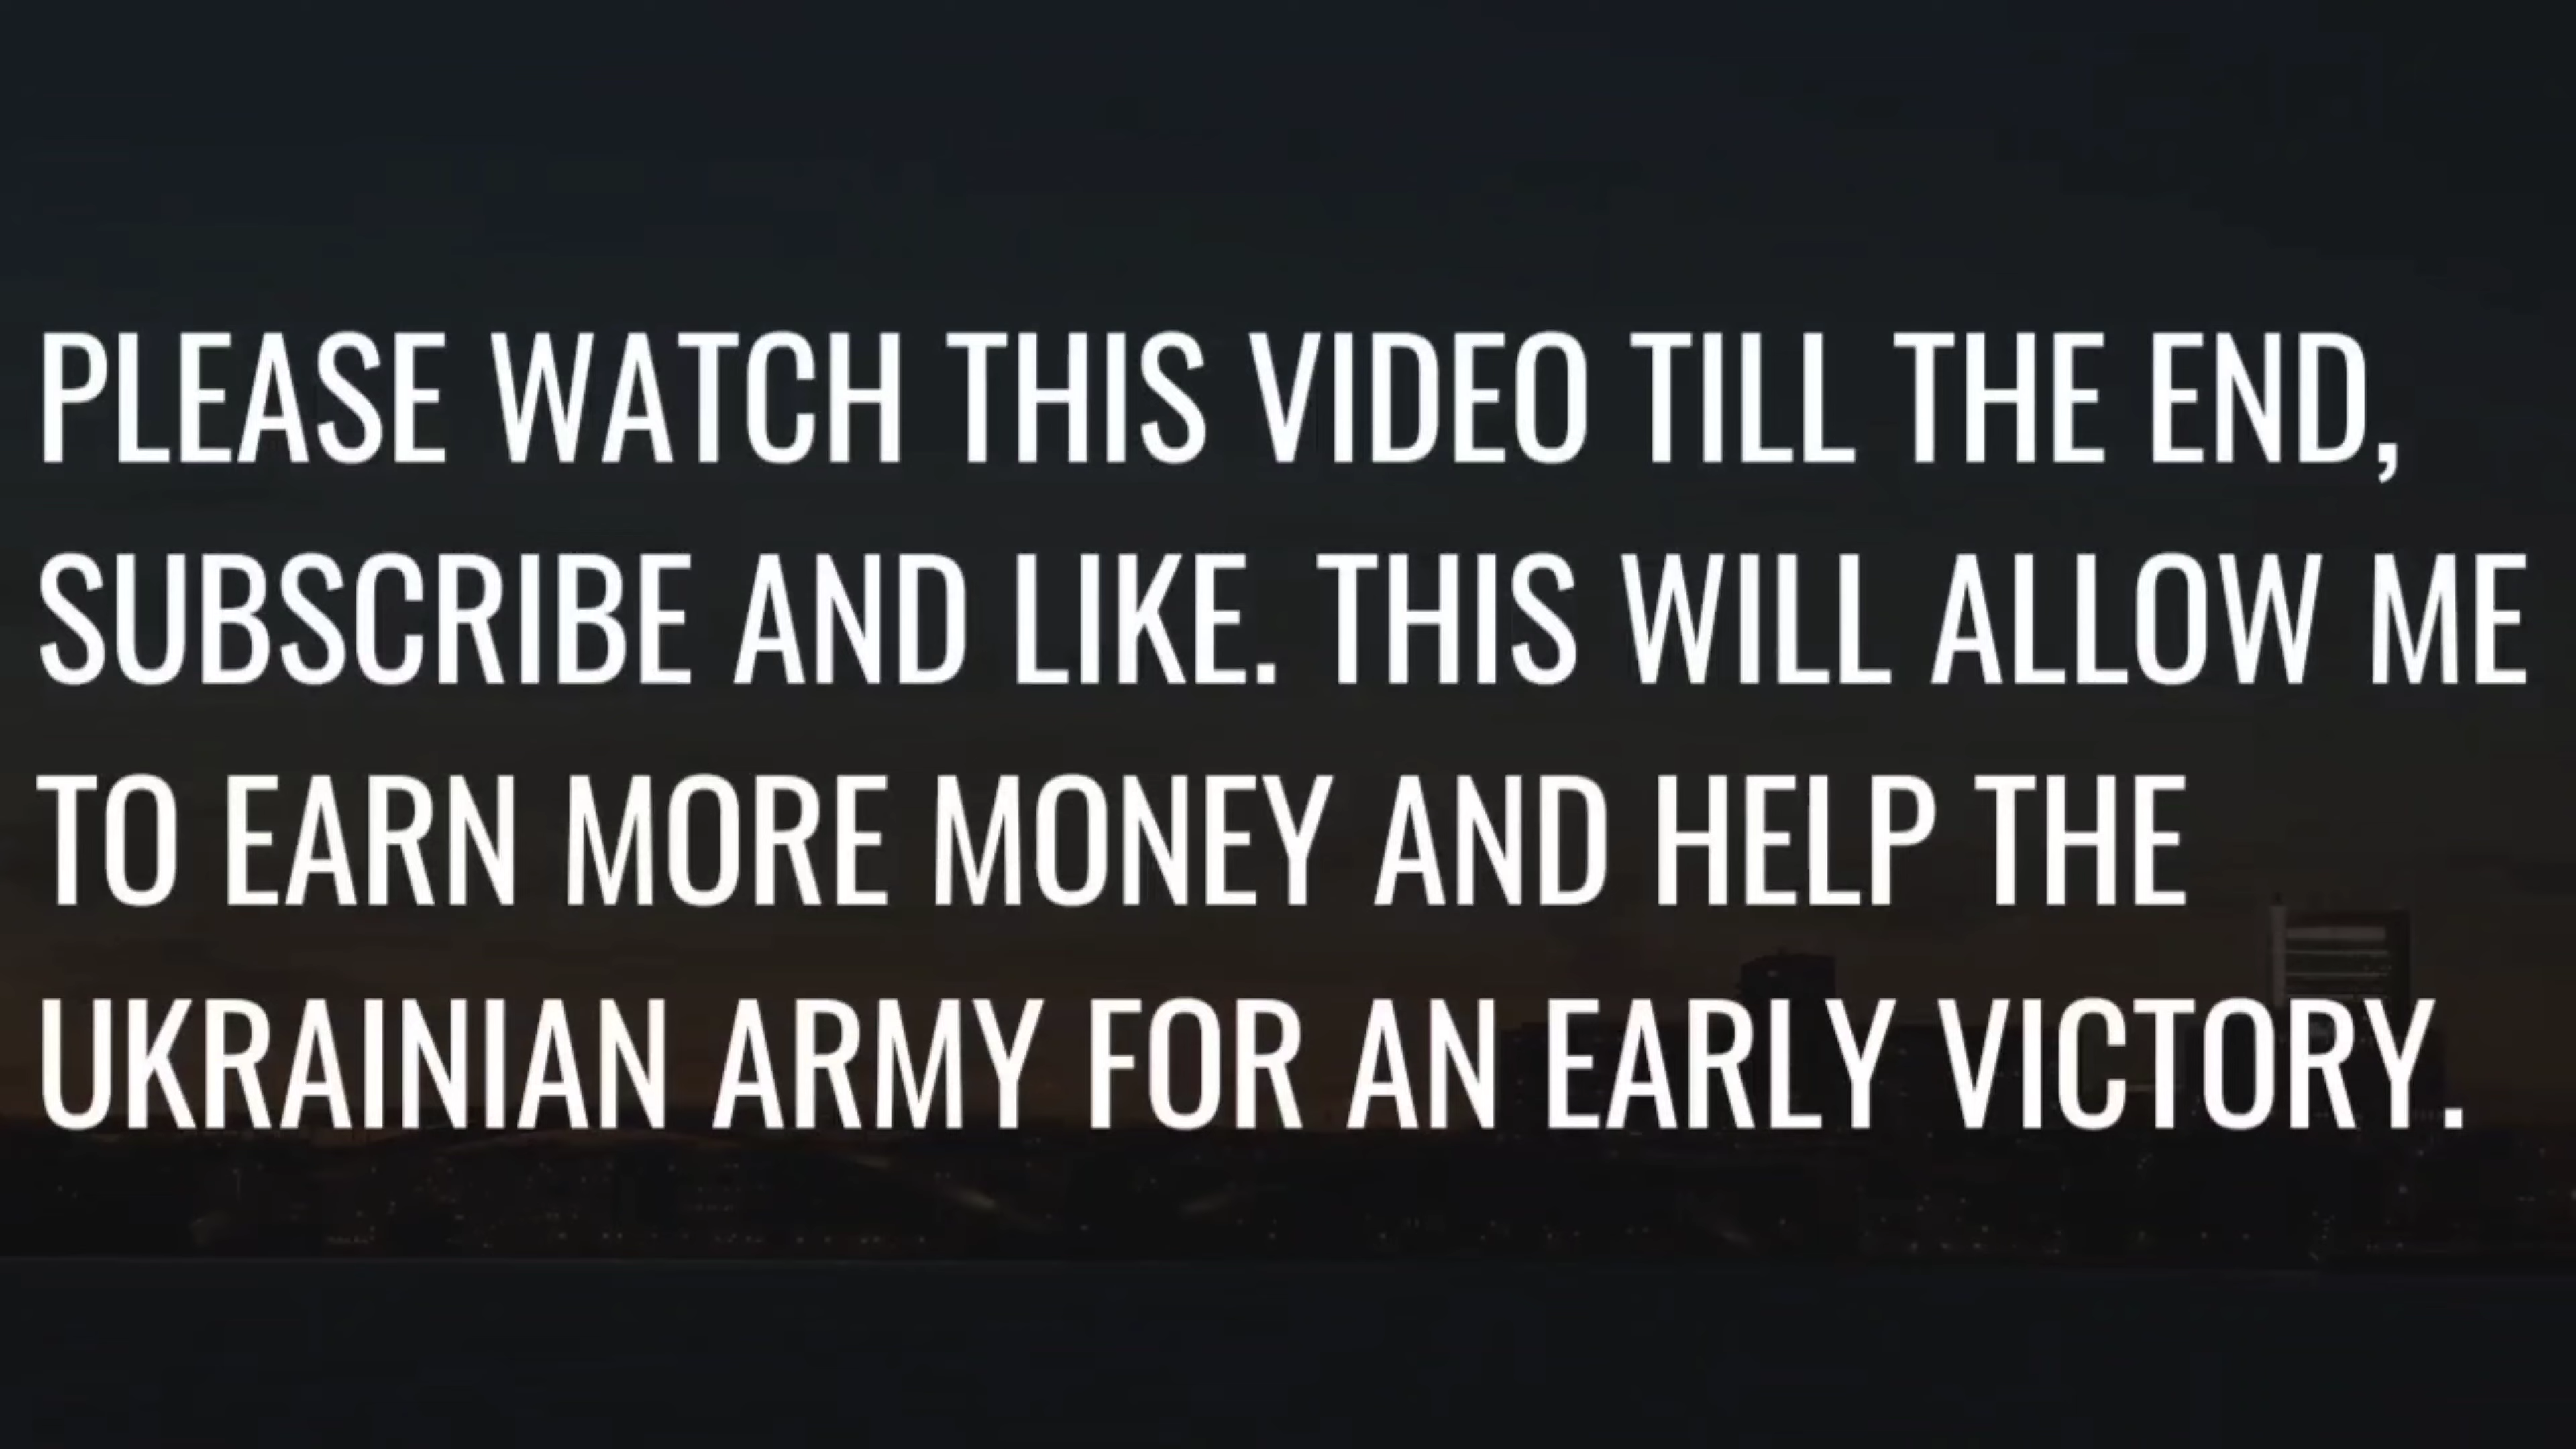 PLEASE WATCH THIS VIDEO TILL THE END,
SUBSCRIBE AND LIKE. THIS WILL ALLOW ME
TO EARN MORE MONEY AND HELP THE
UKRAINIAN ARMY FOR AN EARLY VICTORY.